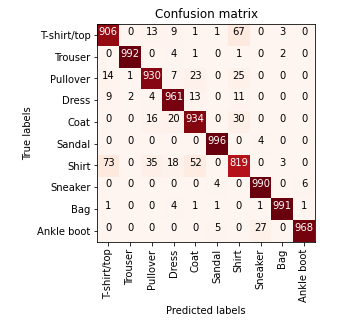 Confusion matrix
True labels
T-shirt/top 906 0 13 9 1 1 67 0 3 0
Trouser 0 992 0 4 1 0 1 0 2 0
Pullover 14 1 930 7 23 0 25 0 0 0
Dress 9 2 4 961 13 0 11 0 0 0
Coat 0 0 16 20 934 0 30 0 0 0
Sandal 0 0 0 0 0 996 0 4 0 0
Shirt 73 0 35 18 52 0 819 0 3 0
Sneaker 0 0 0 0 0 4 0 990 0 6
Bag 1 0 0 4 1 1 0 1 991 1
Ankle boot 0 0 0 0 0 5 0 27 0 968
T-shirt/top Trouser Pullover Dress Coat Sandal Shirt Sneaker Bag Ankle boot
Predicted labels